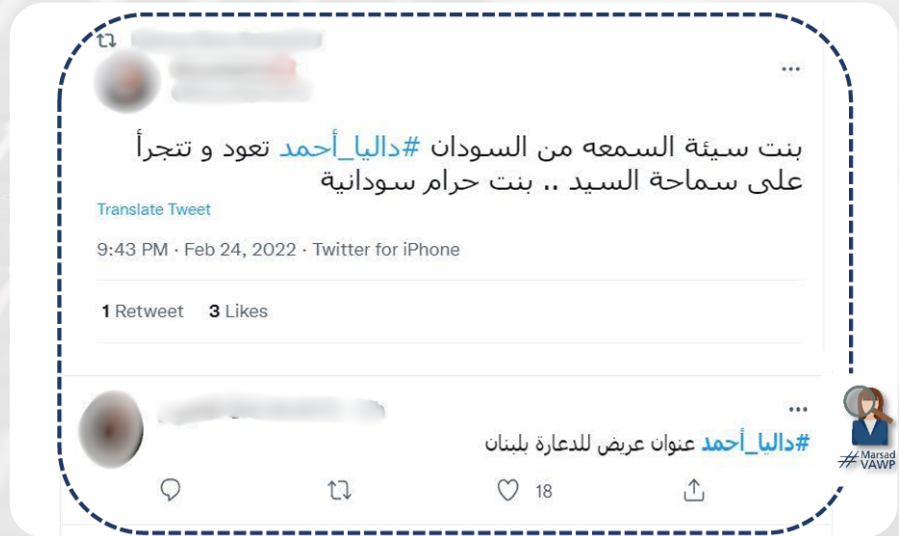 بنت سيئة السمعه من السودان #داليا_أحمد تعود و تتجرأ
على سماحة السيد .. بنت حرام سودانية
Translate Tweet
9:43 PM · Feb 24, 2022 · Twitter for iPhone
1 Retweet 3 Likes
#داليا_أحمد عنوان عريض للدعارة بلبنان
18
#Marsad
VAWP